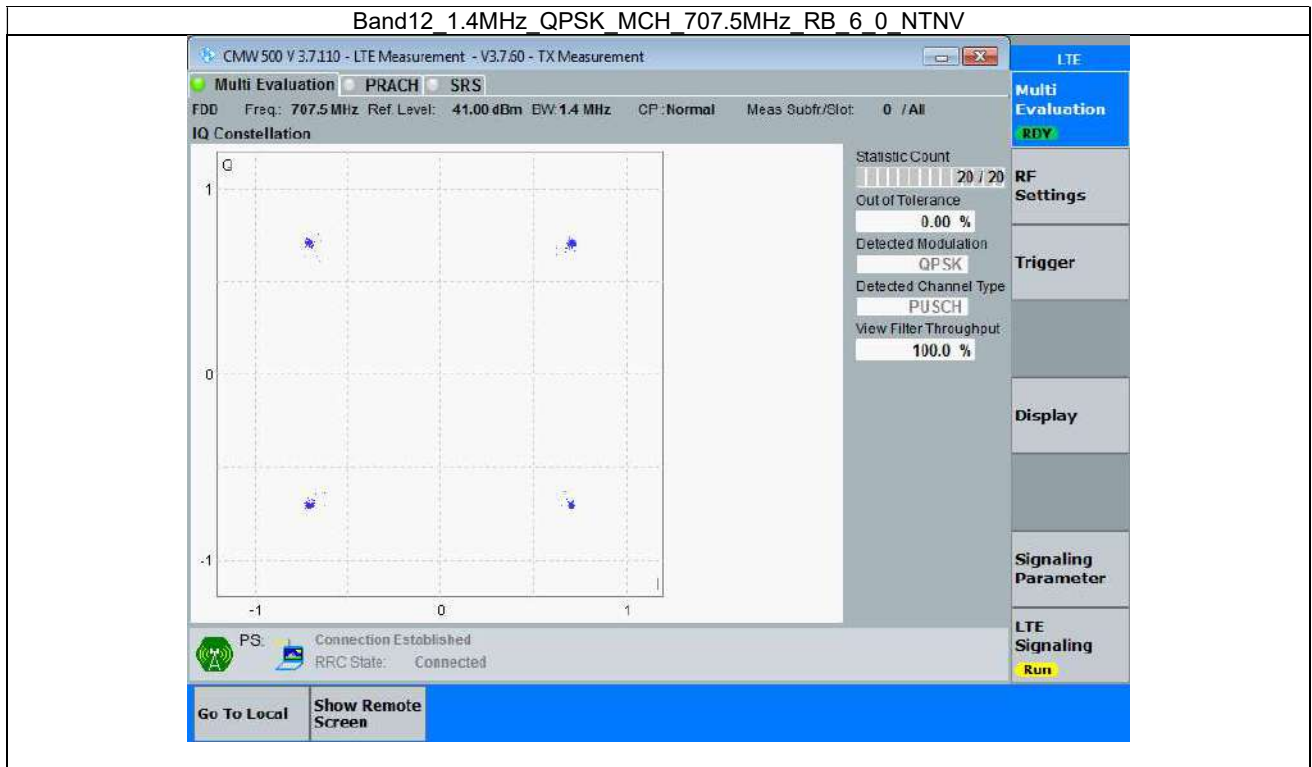 Band12_1.4MHz_QPSK_MCH_707.5MHz_RB_6_0_NTNV
CMW 500 V 3.7.110 - LTE Measurement - V3.7.60 - TX Measurement
LTE
Multi Evaluation PRACH SRS
FDD Freq.: 707.5 MHz Ref. Level: 41.00 dBm BW: 1.4 MHz CP: Normal Meas Subfr./Slot: 0 / All
IQ Constellation
Multi
Evaluation
RDY
Q
1
0
-1
-1 0 1
I
Statistic Count
20 / 20
Out of Tolerance
0.00 %
Detected Modulation
QPSK
Detected Channel Type
PUSCH
View Filter Throughput
100.0 %
RF
Settings
Trigger
Display
Signaling
Parameter
LTE
Signaling
Run
PS: Connection Established
RRC State: Connected
Go To Local
Show Remote
Screen